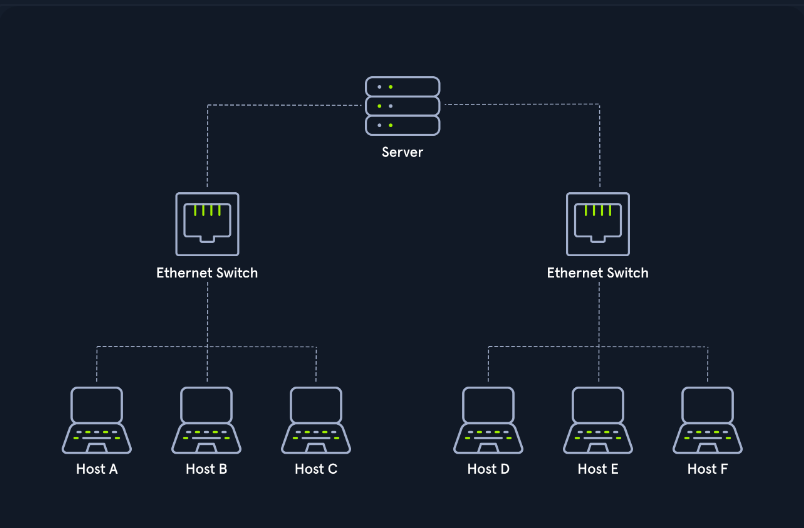 Server
Ethernet Switch
Ethernet Switch
Host A
Host B
Host C
Host D
Host E
Host F